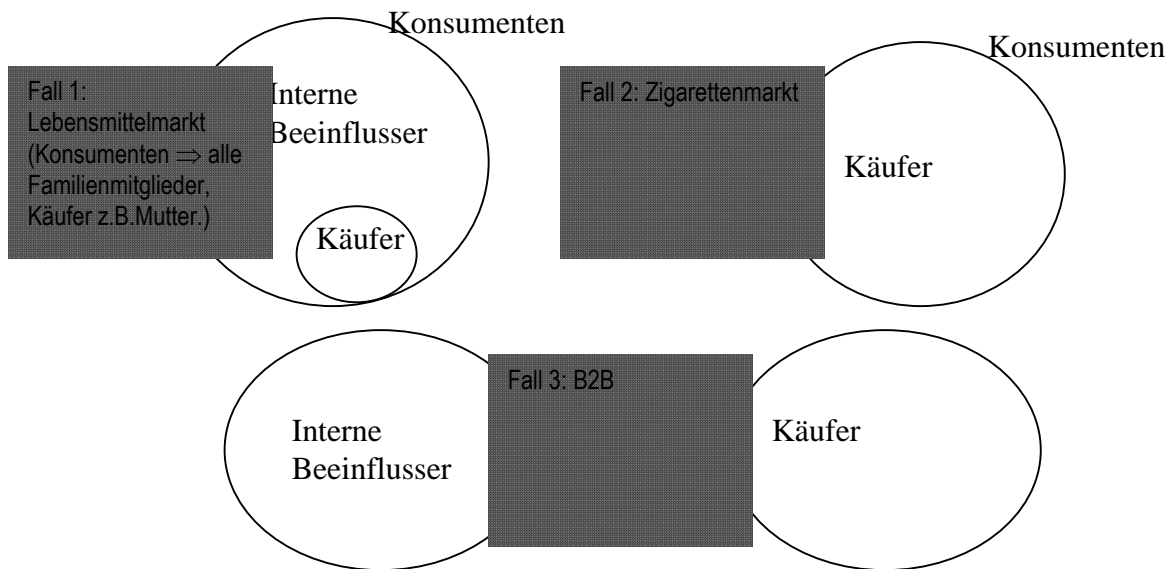 Konsumenten
Fall 1:
Lebensmittelmarkt
(Konsumenten ⇒ alle
Familienmitglieder,
Käufer z.B.Mutter.)
Interne
Beeinflusser
Käufer
Konsumenten
Fall 2: Zigarettenmarkt
Käufer
Interne
Beeinflusser
Fall 3: B2B
Käufer